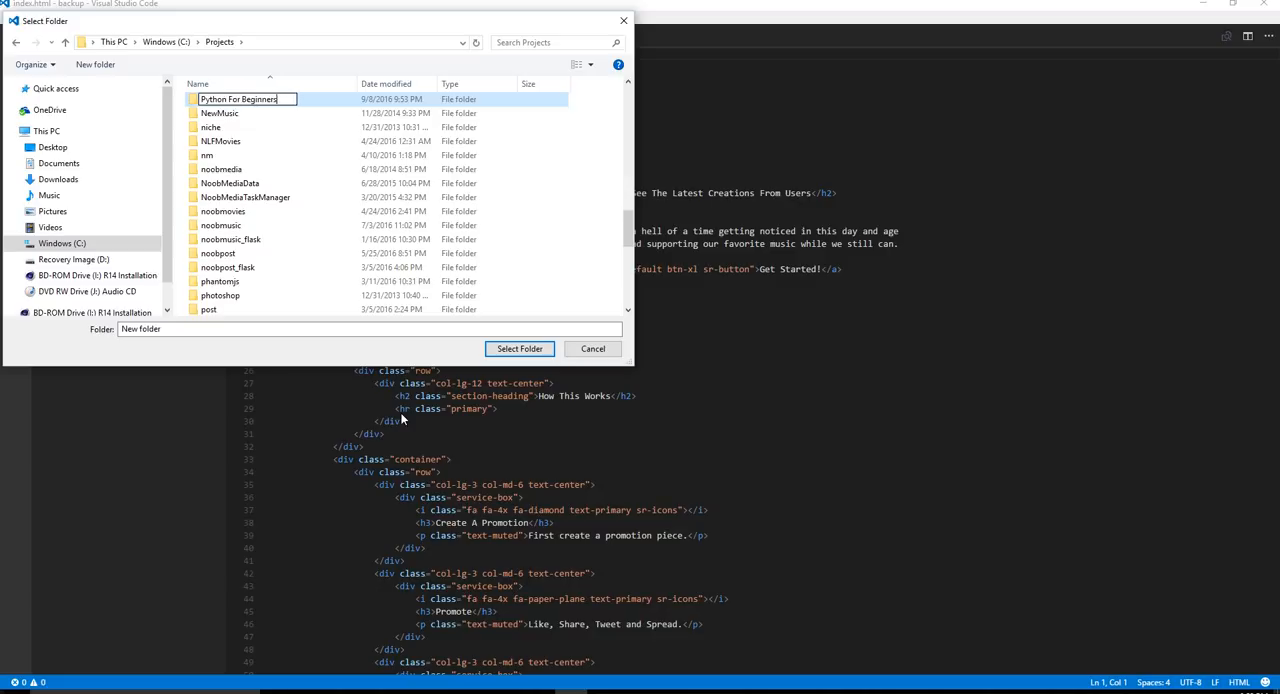 index.html - backup - Visual Studio Code
Select Folder
This PC > Windows (C:) > Projects >
Search Projects
Organize
New folder
Name Date modified Type Size
Quick access
OneDrive
This PC
Desktop
Documents
Downloads
Music
Pictures
Videos
Windows (C:)
Recovery Image (D:)
BD-ROM Drive (I:) R14 Installation
DVD RW Drive (J:) Audio CD
BD-ROM Drive (I:) R14 Installation
Python For Beginners 9/8/2016 9:53 PM File folder
NewMusic 11/28/2014 9:33 PM File folder
niche 12/31/2013 10:31 ... File folder
NLFMovies 4/24/2016 12:31 AM File folder
nm 4/10/2016 1:18 PM File folder
noobmedia 6/18/2014 8:51 PM File folder
NoobMediaData 6/28/2015 10:04 PM File folder
NoobMediaTaskManager 3/20/2015 4:32 PM File folder
noobmovies 4/24/2016 2:41 PM File folder
noobmusic 7/3/2016 11:02 PM File folder
noobmusic_flask 1/16/2016 10:30 PM File folder
noobpost 5/25/2016 8:51 PM File folder
noobpost_flask 3/5/2016 4:06 PM File folder
phantomjs 3/11/2016 10:31 PM File folder
photoshop 12/31/2013 10:40 ... File folder
post 3/5/2016 2:24 PM File folder
Folder: New folder
Select Folder Cancel
See The Latest Creations From Users</h2>
hell of a time getting noticed in this day and age
nd supporting our favorite music while we still can.
efault btn-xl sr-button">Get Started!</a>
26 <div class="row">
27 <div class="col-lg-12 text-center">
28 <h2 class="section-heading">How This Works</h2>
29 <hr class="primary">
30 </div>
31 </div>
32 </div>
33 <div class="container">
34 <div class="row">
35 <div class="col-lg-3 col-md-6 text-center">
36 <div class="service-box">
37 <i class="fa fa-4x fa-diamond text-primary sr-icons"></i>
38 <h3>Create A Promotion</h3>
39 <p class="text-muted">First create a promotion piece.</p>
40 </div>
41 </div>
42 <div class="col-lg-3 col-md-6 text-center">
43 <div class="service-box">
44 <i class="fa fa-4x fa-paper-plane text-primary sr-icons"></i>
45 <h3>Promote</h3>
46 <p class="text-muted">Like, Share, Tweet and Spread.</p>
47 </div>
48 </div>
49 <div class="col-lg-3 col-md-6 text-center">
0 0 Ln 1, Col 1 Spaces: 4 UTF-8 LF HTML